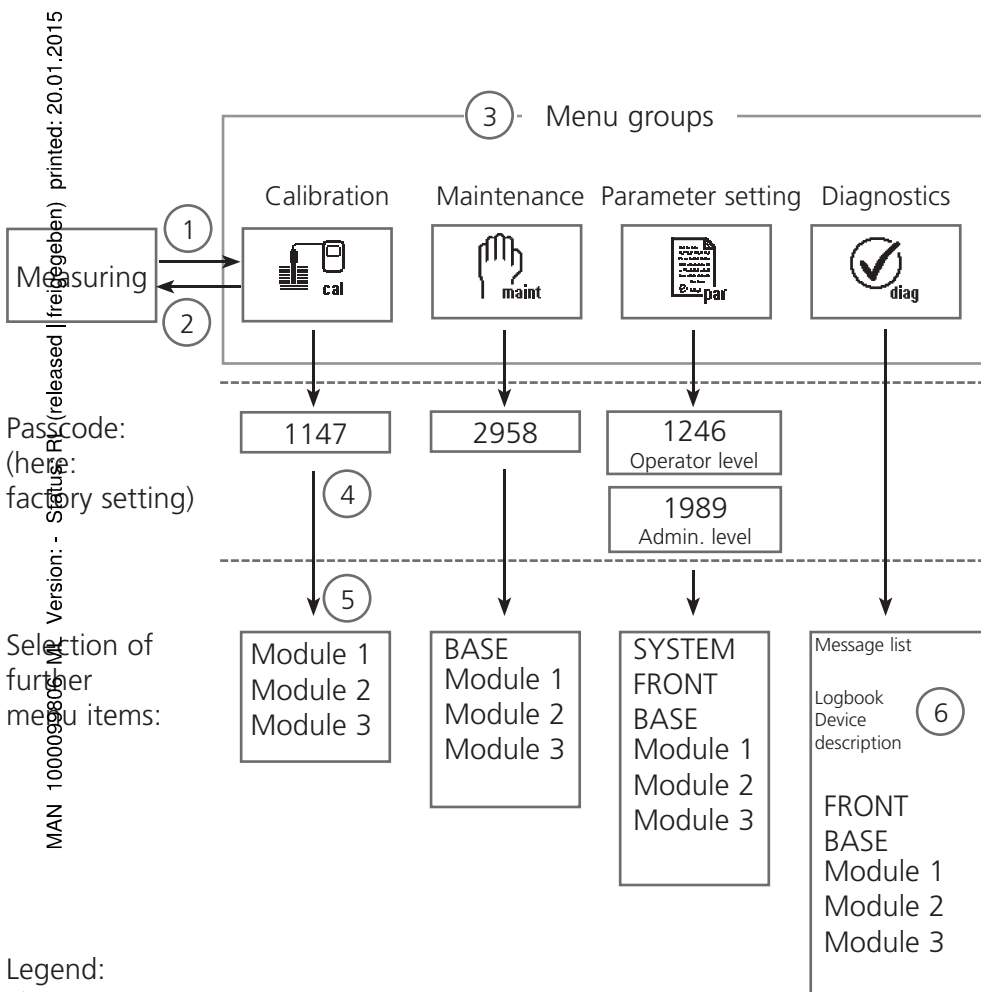 MAN 1000099806 ML Version: - Status: RL (released | freigegeben) printed: 20.01.2015
3 Menu groups
Calibration Maintenance Parameter setting Diagnostics
1
Measuring
cal maint par diag
2
Passcode:
(here:
factory setting)
1147 2958 1246
Operator level
4
1989
Admin. level
5
Selection of
further
menu items:
Module 1
Module 2
Module 3
BASE
Module 1
Module 2
Module 3
SYSTEM
FRONT
BASE
Module 1
Module 2
Module 3
Message list
Logbook
Device
description
6
FRONT
BASE
Module 1
Module 2
Module 3
Legend: